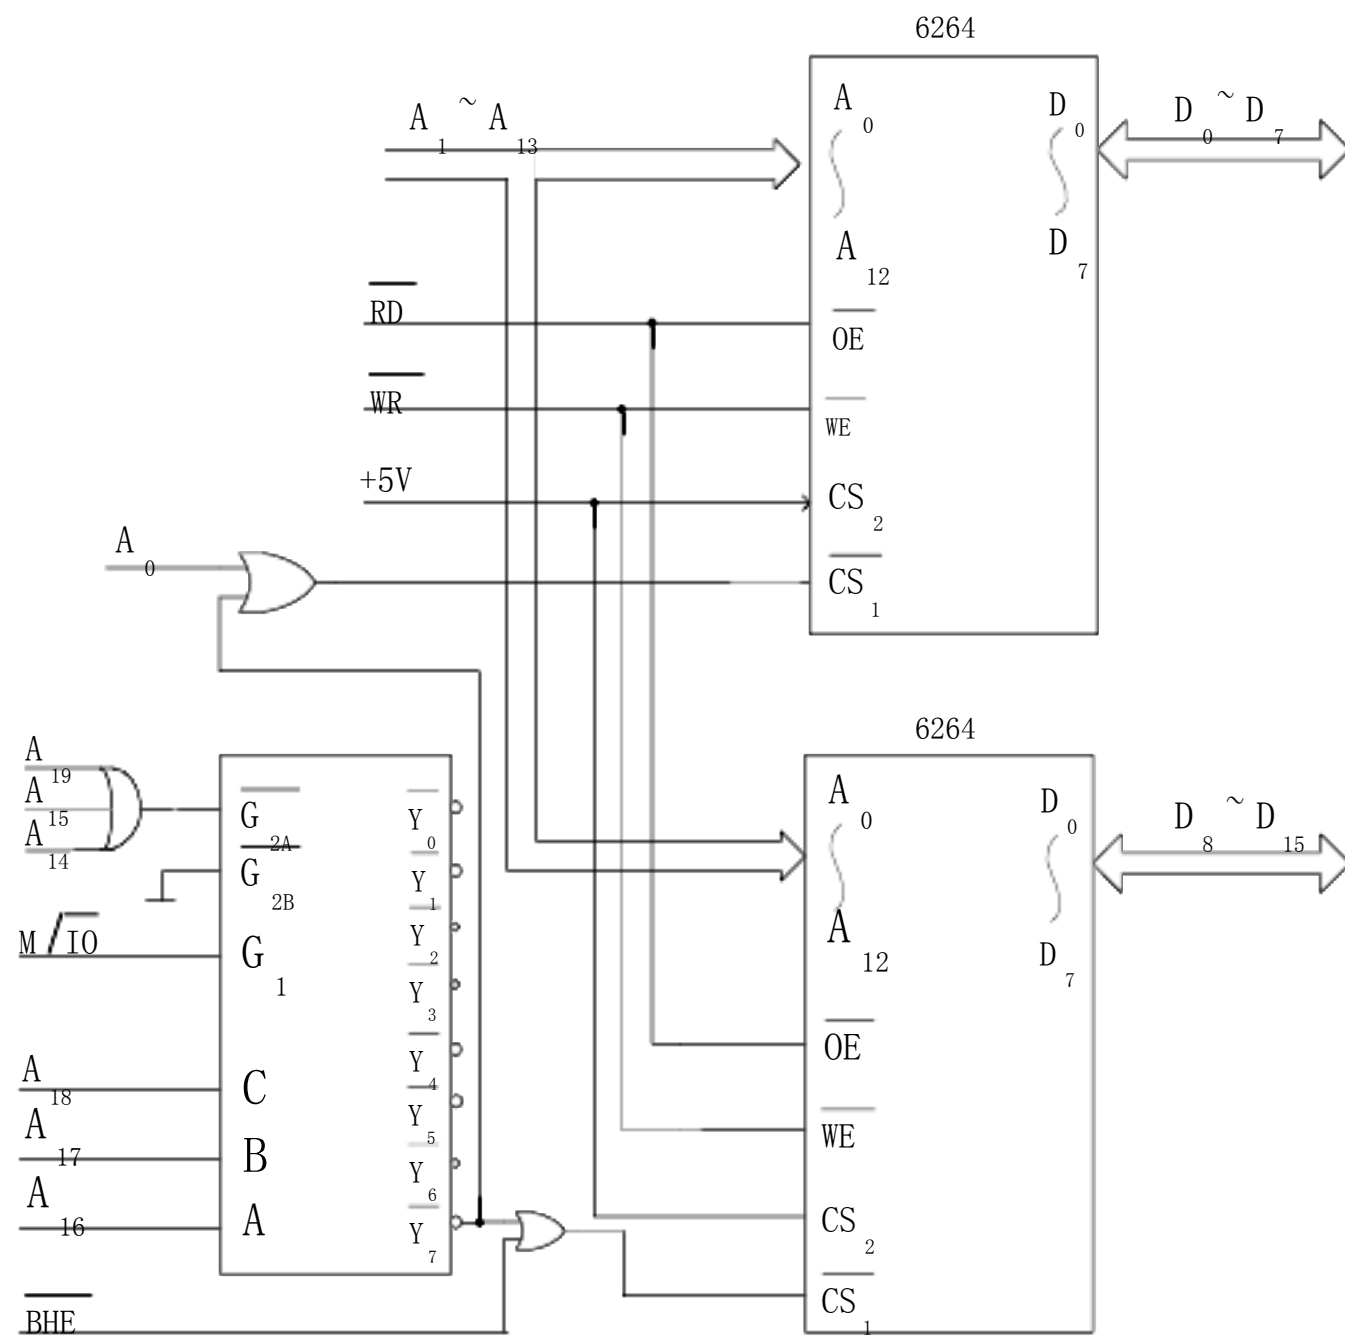 6264
A1~A13
A0
D0
D0~D7
A12
D7
RD
OE
WR
WE
+5V
CS2
A0
CS1
6264
A19
A15
A14
G2A
G2B
M/IO
G1
A18
C
A17
B
A16
A
BHE
Y0
Y1
Y2
Y3
Y4
Y5
Y6
Y7
A0
D0
D8~D15
A12
D7
OE
WE
CS2
CS1